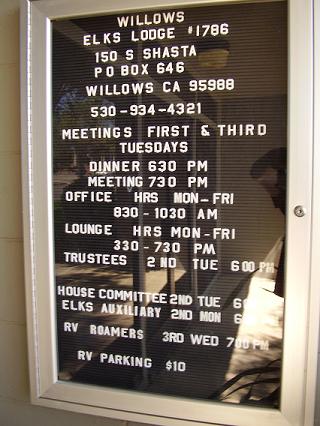 WILLOWS
ELKS LODGE #1786
150 S SHASTA
PO BOX 646
WILLOWS CA 95988
530-934-4321
MEETINGS FIRST & THIRD
TUESDAYS
DINNER 630 PM
MEETING 730 PM
OFFICE HRS MON-FRI
830-1030 AM
LOUNGE HRS MON-FRI
330-730 PM
TRUSTEES 2ND TUE 600 PM
HOUSE COMMITTEE 2ND TUE
ELKS AUXILIARY 2ND MON
RV ROAMERS 3RD WED 700 PM
RV PARKING $10